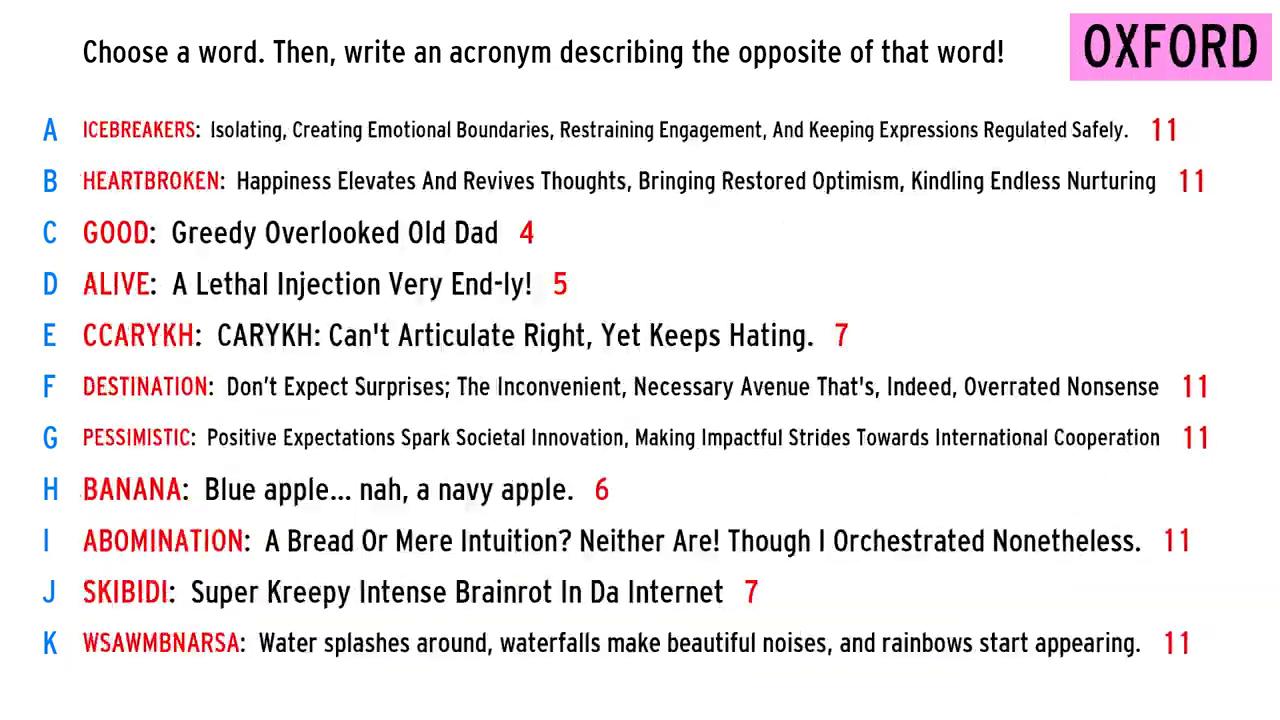 Choose a word. Then, write an acronym describing the opposite of that word!
OXFORD
A ICEBREAKERS: Isolating, Creating Emotional Boundaries, Restraining Engagement, And Keeping Expressions Regulated Safely. 11
B HEARTBROKEN: Happiness Elevates And Revives Thoughts, Bringing Restored Optimism, Kindling Endless Nurturing 11
C GOOD: Greedy Overlooked Old Dad 4
D ALIVE: A Lethal Injection Very End-ly! 5
E CCARYKH: CARYKH: Can't Articulate Right, Yet Keeps Hating. 7
F DESTINATION: Don't Expect Surprises; The Inconvenient, Necessary Avenue That's, Indeed, Overrated Nonsense 11
G PESSIMISTIC: Positive Expectations Spark Societal Innovation, Making Impactful Strides Towards International Cooperation 11
H BANANA: Blue apple... nah, a navy apple. 6
I ABOMINATION: A Bread Or Mere Intuition? Neither Are! Though I Orchestrated Nonetheless. 11
J SKIBIDI: Super Kreepy Intense Brainrot In Da Internet 7
K WSAWMBNARSA: Water splashes around, waterfalls make beautiful noises, and rainbows start appearing. 11